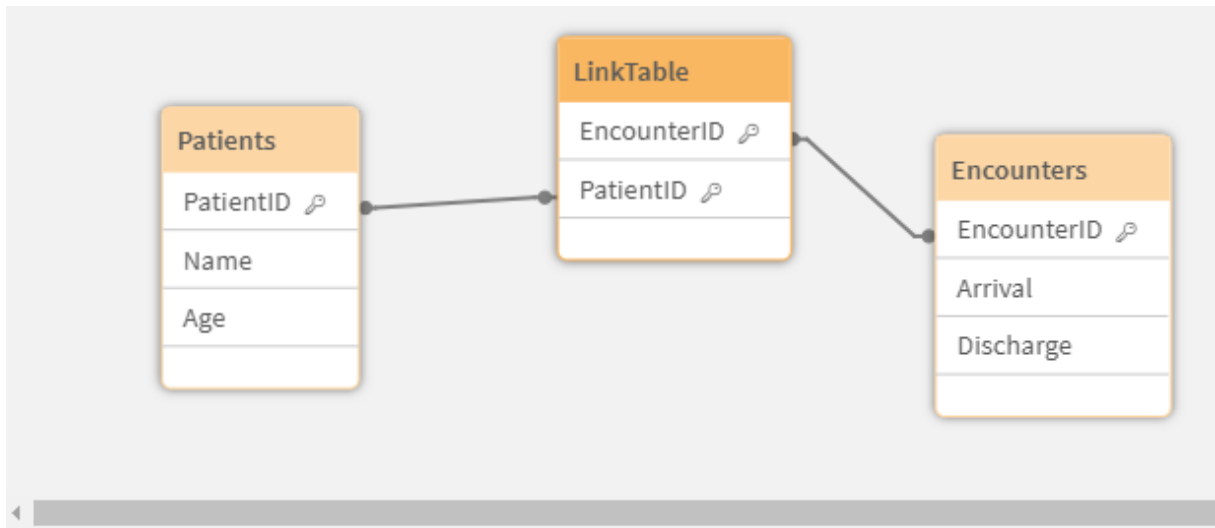 Patients
PatientID
Name
Age
LinkTable
EncounterID
PatientID
Encounters
EncounterID
Arrival
Discharge